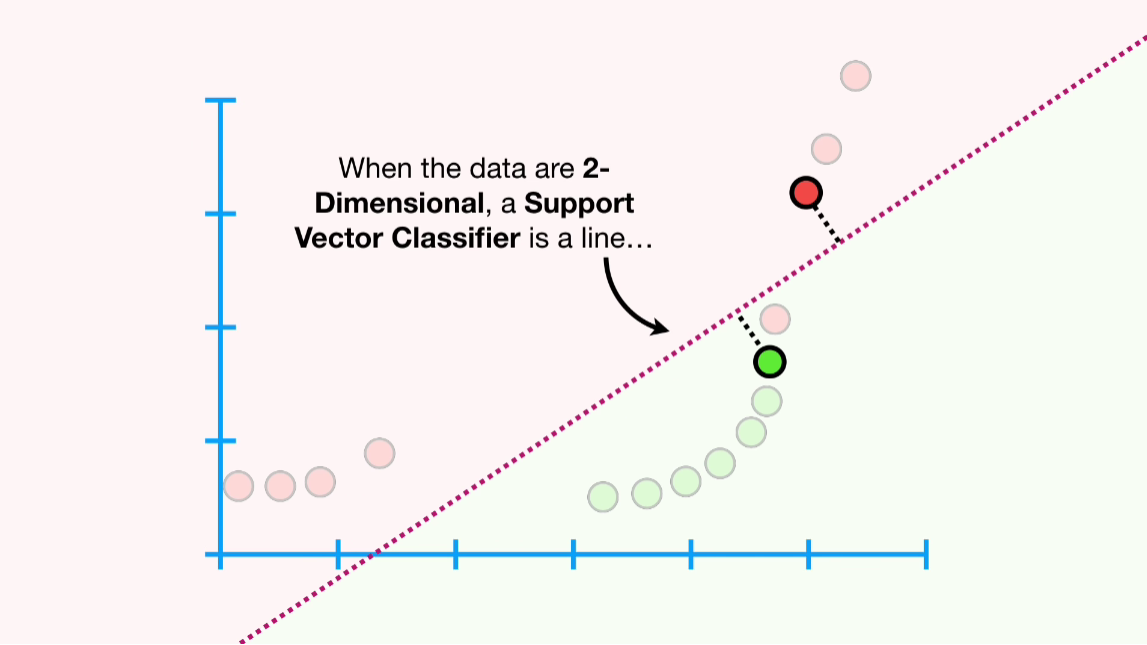 When the data are 2-
Dimensional, a Support
Vector Classifier is a line…